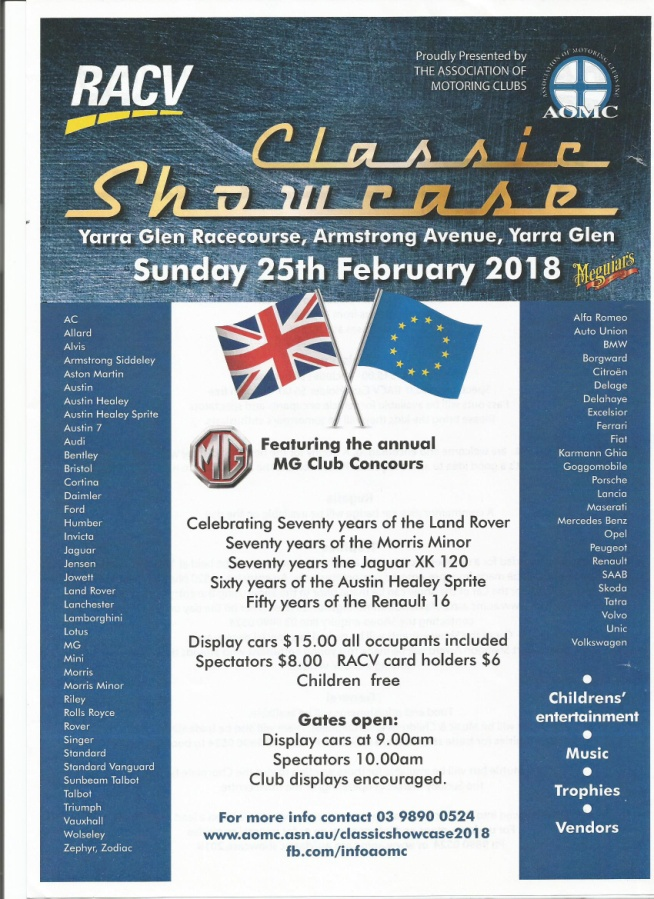 RACV
Proudly Presented by
THE ASSOCIATION OF
MOTORING CLUBS
AOMC
Classic
Showcase
Yarra Glen Racecourse, Armstrong Avenue, Yarra Glen
Sunday 25th February 2018
Meguiar's
AC
Allard
Alvis
Armstrong Siddeley
Aston Martin
Austin
Austin Healey
Austin Healey Sprite
Austin 7
Audi
Bentley
Bristol
Cortina
Daimler
Ford
Humber
Invicta
Jaguar
Jensen
Jowett
Land Rover
Lanchester
Lamborghini
Lotus
MG
Mini
Morris
Morris Minor
Riley
Rolls Royce
Rover
Singer
Standard
Standard Vanguard
Sunbeam Talbot
Talbot
Triumph
Vauxhall
Wolseley
Zephyr, Zodiac
MG
Featuring the annual
MG Club Concours
Celebrating Seventy years of the Land Rover
Seventy years of the Morris Minor
Seventy years the Jaguar XK 120
Sixty years of the Austin Healey Sprite
Fifty years of the Renault 16
Display cars $15.00 all occupants included
Spectators $8.00 RACV card holders $6
Children free
Gates open:
Display cars at 9.00am
Spectators 10.00am
Club displays encouraged.
For more info contact 03 9890 0524
www.aomc.asn.au/classicshowcase2018
fb.com/infoaomc
Alfa Romeo
Auto Union
BMW
Borgward
Citroën
Delage
Delahaye
Excelsior
Ferrari
Fiat
Karmann Ghia
Goggomobile
Porsche
Lancia
Maserati
Mercedes Benz
Opel
Peugeot
Renault
SAAB
Skoda
Tatra
Volvo
Unic
Volkswagen
Childrens'
entertainment
Music
Trophies
Vendors